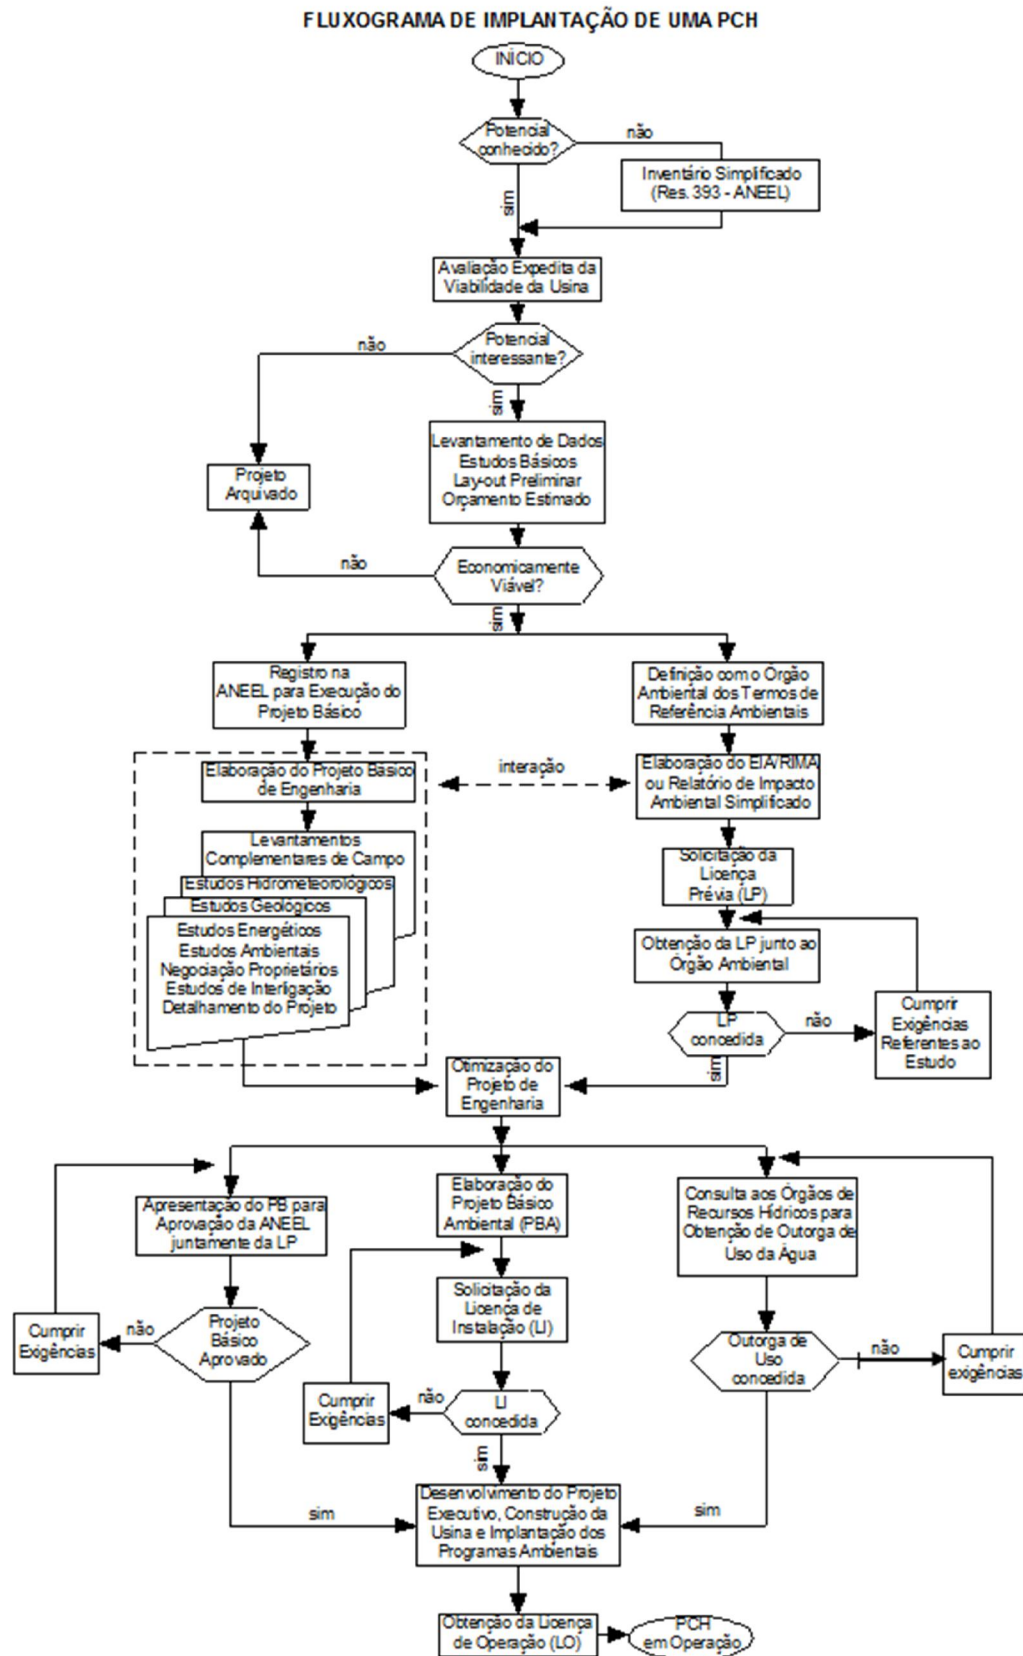 FLUXOGRAMA DE IMPLANTAÇÃO DE UMA PCH
INÍCIO
Potencial
conhecido?
não
Inventário Simplificado
(Res. 393 - ANEEL)
sim
Avaliação Expedita da
Viabilidade da Usina
Potencial
interessante?
não
sim
Levantamento de Dados
Estudos Básicos
Lay-out Preliminar
Orçamento Estimado
Projeto
Arquivado
Economicamente
Viável?
não
sim
Registro na
ANEEL para Execução do
Projeto Básico
Definição com o Órgão
Ambiental dos Termos de
Referência Ambientais
Elaboração do Projeto Básico
de Engenharia
interação
Elaboração do EIA/RIMA
ou Relatório de Impacto
Ambiental Simplificado
Levantamentos
Complementares de Campo
Estudos Hidrometeorológicos
Estudos Geológicos
Estudos Energéticos
Estudos Ambientais
Negociação Proprietários
Estudos de Interligação
Detalhamento do Projeto
Solicitação da
Licença
Prévia (LP)
Obtenção da LP junto ao
Órgão Ambiental
LP
concedida
não
Cumprir
Exigências
Referentes ao
Estudo
sim
Otimização do
Projeto de
Engenharia
Apresentação do PB para
Aprovação da ANEEL
juntamente da LP
Elaboração do
Projeto Básico
Ambiental (PBA)
Consulta aos Órgãos de
Recursos Hídricos para
Obtenção de Outorga de
Uso da Água
Solicitação da
Licença de
Instalação (LI)
Projeto
Básico
Aprovado
não
Cumprir
Exigências
LI
concedida
não
Cumprir
Exigências
Outorga de
Uso
concedida
não
Cumprir
exigências
sim
sim
sim
Desenvolvimento do Projeto
Executivo, Construção da
Usina e Implantação dos
Programas Ambientais
Obtenção da Licença
de Operação (LO)
PCH
em Operação